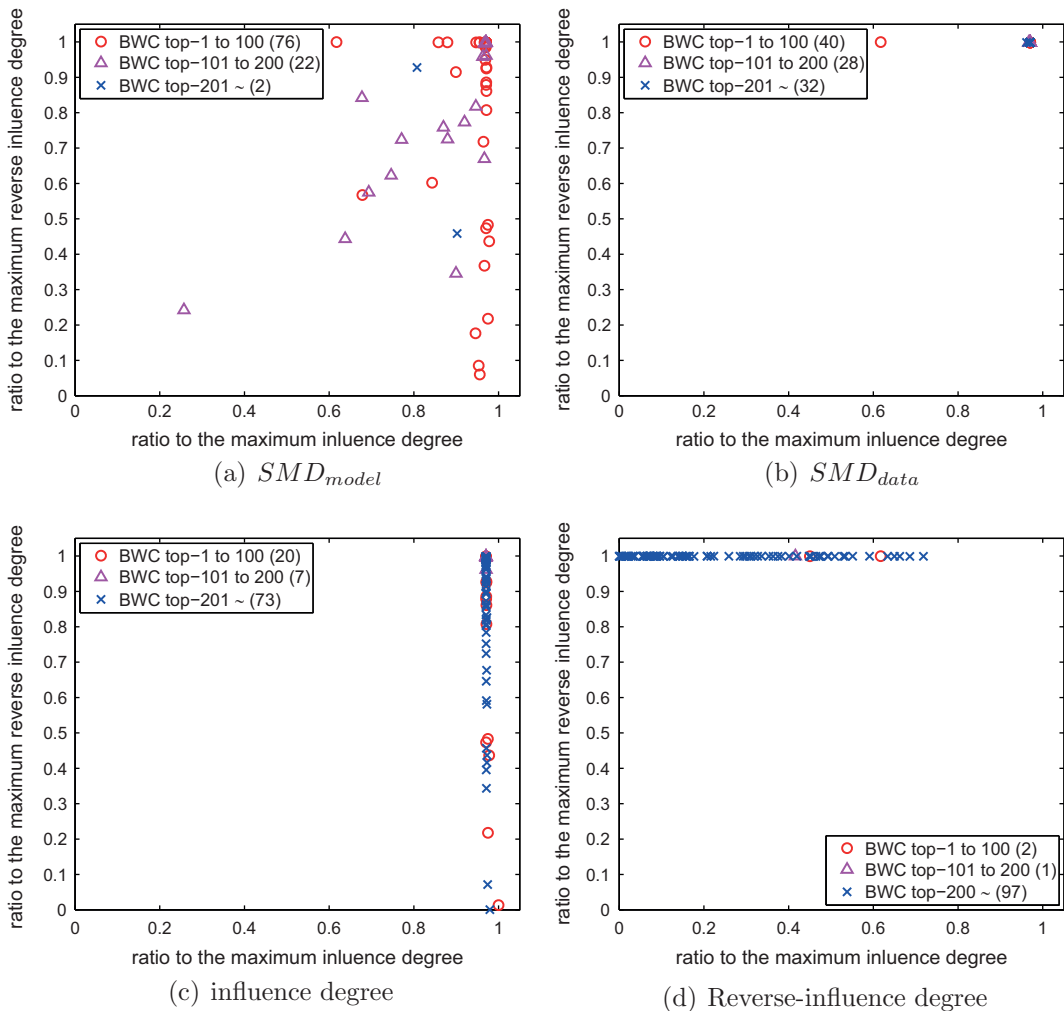 BWC top-1 to 100 (76)
BWC top-101 to 200 (22)
BWC top-201 ~ (2)
ratio to the maximum reverse inluence degree
1
0.9
0.8
0.7
0.6
0.5
0.4
0.3
0.2
0.1
0
0 0.2 0.4 0.6 0.8 1
ratio to the maximum inluence degree
(a) SMD_model
BWC top-1 to 100 (40)
BWC top-101 to 200 (28)
BWC top-201 ~ (32)
ratio to the maximum reverse inluence degree
1
0.9
0.8
0.7
0.6
0.5
0.4
0.3
0.2
0.1
0
0 0.2 0.4 0.6 0.8 1
ratio to the maximum inluence degree
(b) SMD_data
BWC top-1 to 100 (20)
BWC top-101 to 200 (7)
BWC top-201 ~ (73)
ratio to the maximum reverse inluence degree
1
0.9
0.8
0.7
0.6
0.5
0.4
0.3
0.2
0.1
0
0 0.2 0.4 0.6 0.8 1
ratio to the maximum inluence degree
(c) influence degree
ratio to the maximum reverse inluence degree
1
0.9
0.8
0.7
0.6
0.5
0.4
0.3
0.2
0.1
0
BWC top-1 to 100 (2)
BWC top-101 to 200 (1)
BWC top-200 ~ (97)
0 0.2 0.4 0.6 0.8 1
ratio to the maximum inluence degree
(d) Reverse-influence degree